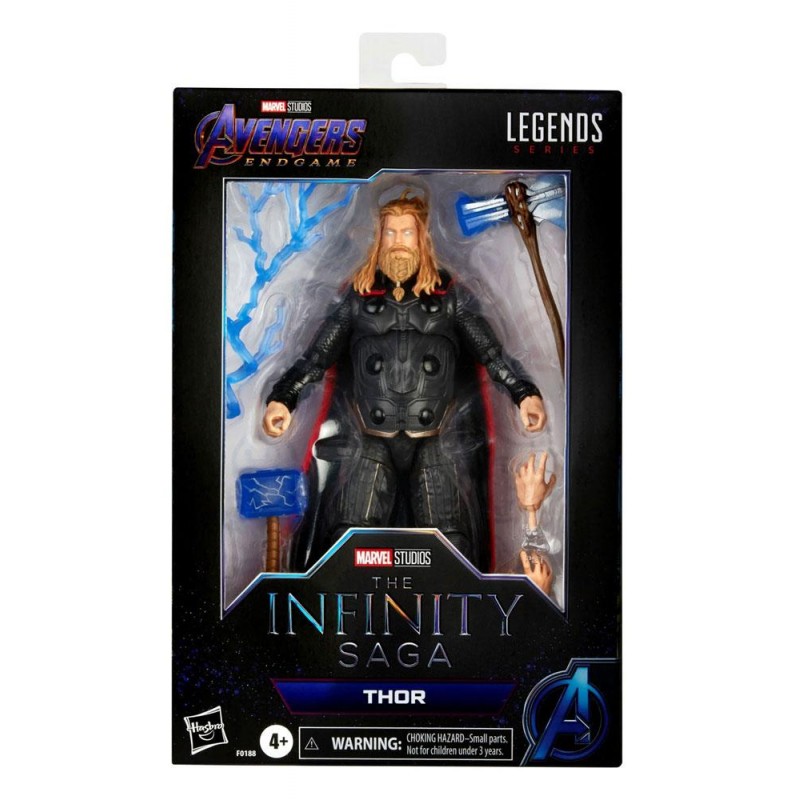 MARVEL STUDIOS
AVENGERS
ENDGAME
LEGENDS
SERIES
MARVEL STUDIOS
THE
INFINITY
SAGA
THOR
Hasbro
F0188
4+
WARNING: CHOKING HAZARD–Small parts.
Not for children under 3 years.